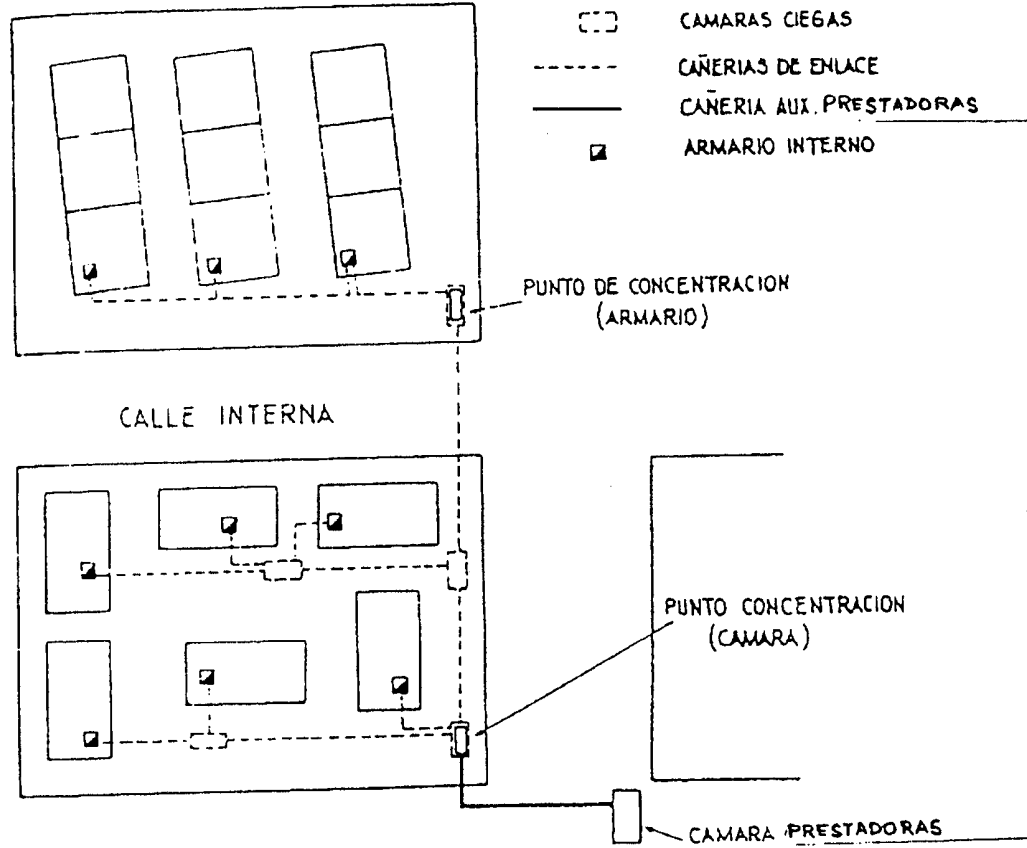 CAMARAS CIEGAS
CAÑERIAS DE ENLACE
CAÑERIA AUX. PRESTADORAS
ARMARIO INTERNO
PUNTO DE CONCENTRACION
(ARMARIO)
CALLE INTERNA
PUNTO CONCENTRACION
(CAMARA)
CAMARA PRESTADORAS